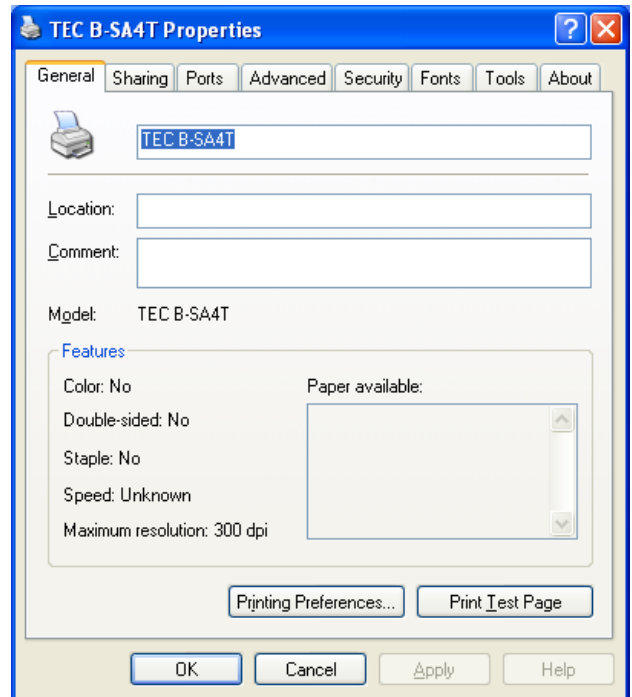 TEC B-SA4T Properties
General Sharing Ports Advanced Security Fonts Tools About
TEC B-SA4T
Location:
Comment:
Model: TEC B-SA4T
Features
Color: No Paper available:
Double-sided: No
Staple: No
Speed: Unknown
Maximum resolution: 300 dpi
Printing Preferences... Print Test Page
OK Cancel Apply Help